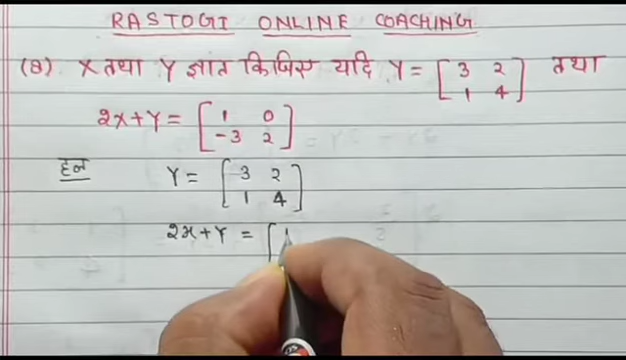 RASTOGI ONLINE COACHING
(8) X तथा Y ज्ञात किजिए यदि Y = [3 2 तथा
1 4]
2X+Y = [1 0
-3 2]
हल Y = [3 2
1 4]
2x+Y = [1